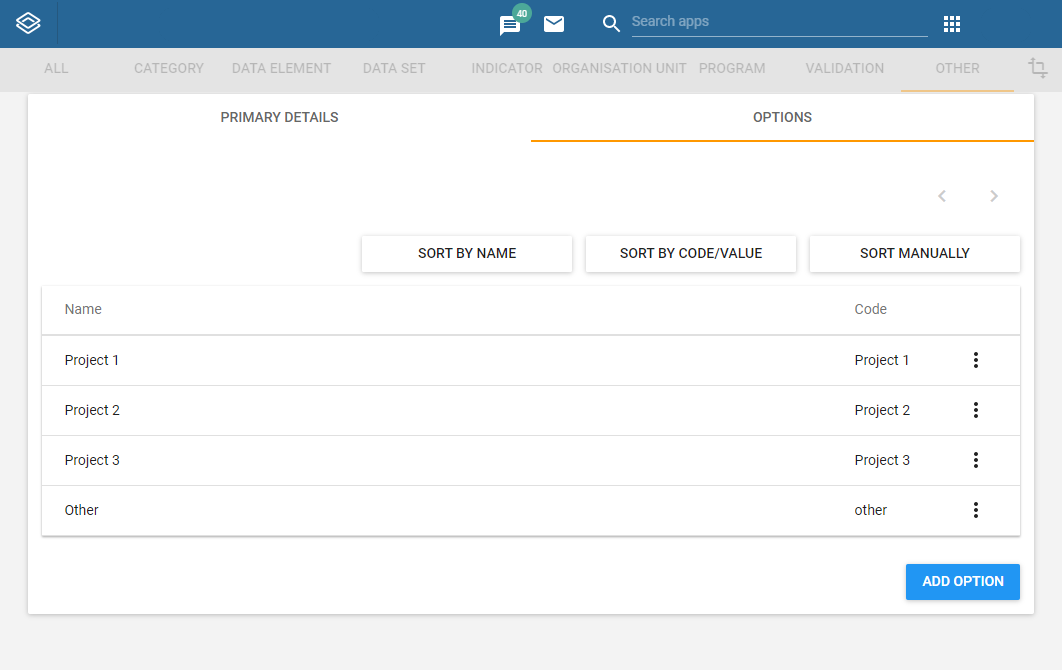 40
Search apps
ALL CATEGORY DATA ELEMENT DATA SET INDICATOR ORGANISATION UNIT PROGRAM VALIDATION OTHER
PRIMARY DETAILS OPTIONS
SORT BY NAME SORT BY CODE/VALUE SORT MANUALLY
Name Code
Project 1 Project 1
Project 2 Project 2
Project 3 Project 3
Other other
ADD OPTION